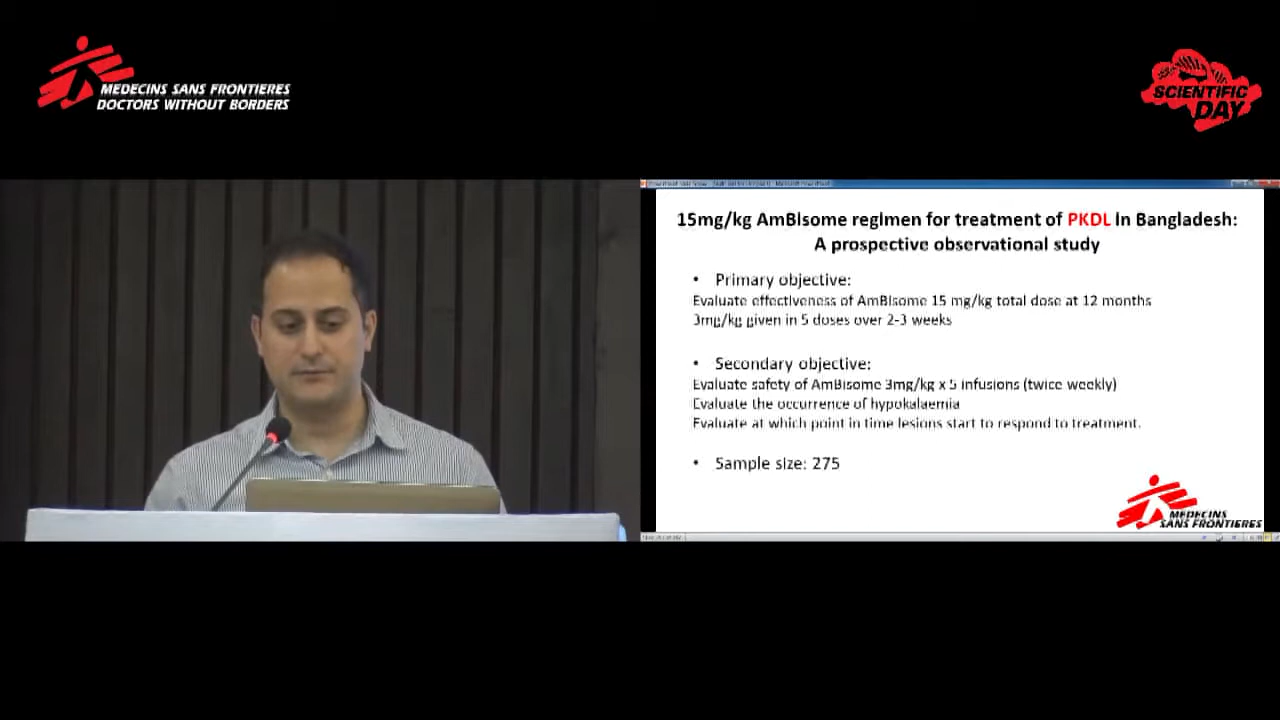 MEDECINS SANS FRONTIERES
DOCTORS WITHOUT BORDERS
SCIENTIFIC
DAY
15mg/kg AmBisome regimen for treatment of PKDL in Bangladesh:
A prospective observational study
• Primary objective:
Evaluate effectiveness of AmBisome 15 mg/kg total dose at 12 months
3mg/kg given in 5 doses over 2-3 weeks
• Secondary objective:
Evaluate safety of AmBisome 3mg/kg x 5 infusions (twice weekly)
Evaluate the occurrence of hypokalaemia
Evaluate at which point in time lesions start to respond to treatment.
• Sample size: 275
MEDECINS
SANS FRONTIERES